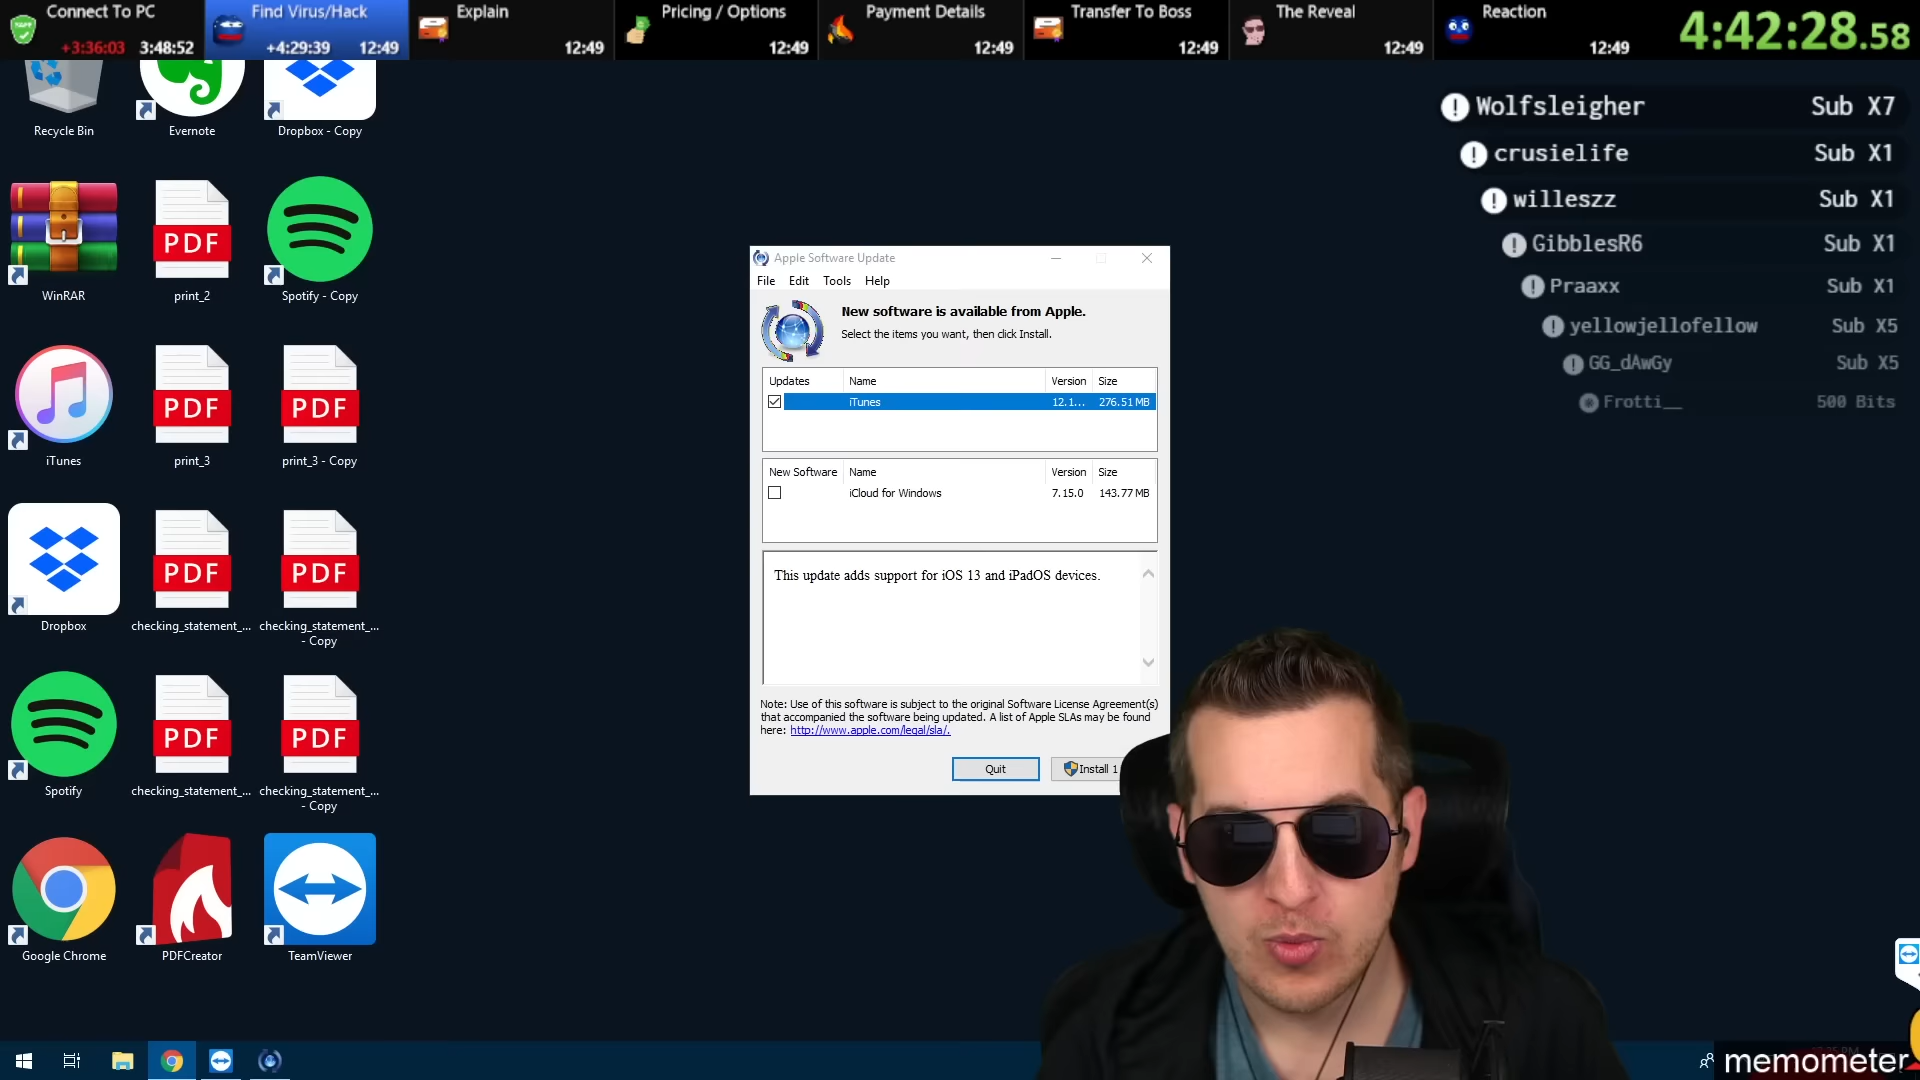 Connect To PC
+3:36:03 3:48:52
Find Virus/Hack
+4:29:39 12:49
Explain
12:49
Pricing / Options
12:49
Payment Details
12:49
Transfer To Boss
12:49
The Reveal
12:49
Reaction
12:49
4:42:28.58
Recycle Bin
Evernote
Dropbox - Copy
WinRAR
PDF
print_2
Spotify - Copy
iTunes
PDF
print_3
PDF
print_3 - Copy
Dropbox
PDF
checking_statement_...
PDF
checking_statement_...
- Copy
Spotify
PDF
checking_statement_...
PDF
checking_statement_...
- Copy
Google Chrome
PDFCreator
TeamViewer
Apple Software Update
File Edit Tools Help
New software is available from Apple.
Select the items you want, then click Install.
Updates Name Version Size
iTunes 12.1... 276.51 MB
New Software Name Version Size
iCloud for Windows 7.15.0 143.77 MB
This update adds support for iOS 13 and iPadOS devices.
Note: Use of this software is subject to the original Software License Agreement(s)
that accompanied the software being updated. A list of Apple SLAs may be found
here: http://www.apple.com/legal/sla/.
Quit
Install 1
Wolfsleigher Sub X7
crusielife Sub X1
willeszz Sub X1
GibblesR6 Sub X1
Praaxx Sub X1
yellowjellofellow Sub X5
GG_dAwGy Sub X5
Frotti__ 500 Bits
memometer